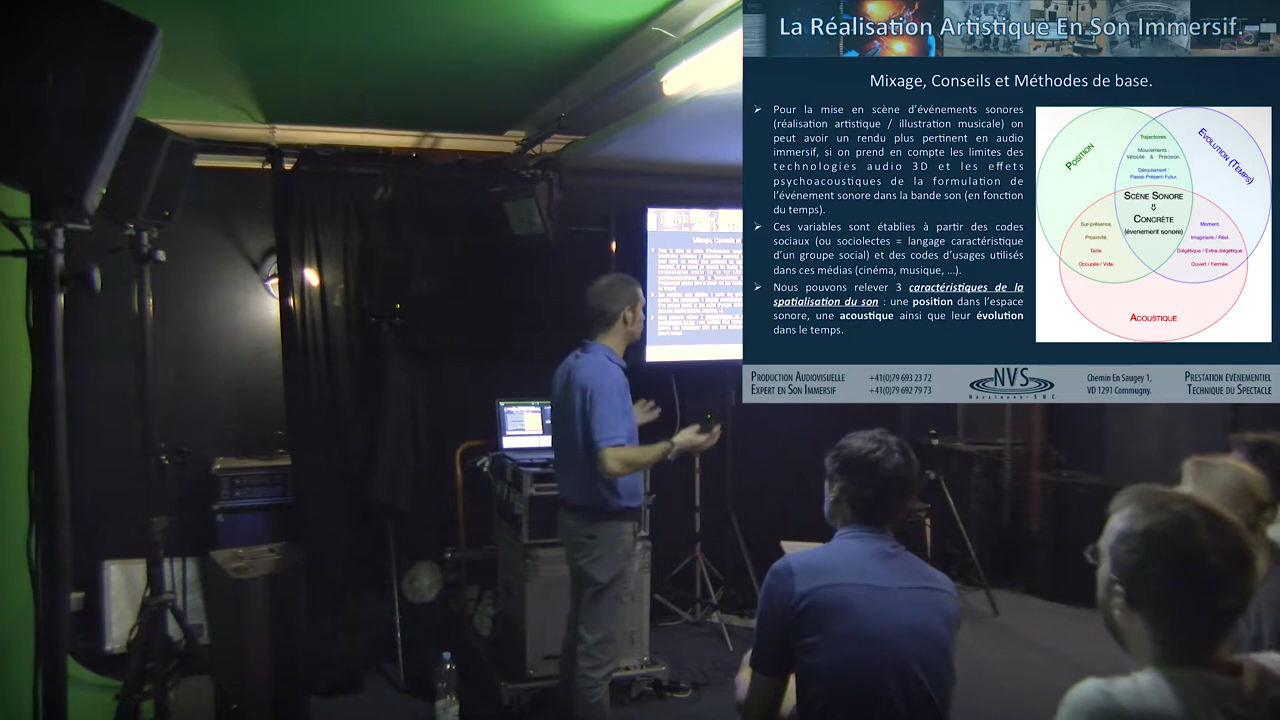 La Réalisation Artistique En Son Immersif.
Mixage, Conseils et Méthodes de base.
➢ Pour la mise en scène d'événements sonores
(réalisation artistique / illustration musicale) on
peut avoir un rendu plus pertinent en audio
immersif, si on prend en compte les limites des
technologies audio 3D et les effets
psychoacoustiques de la formulation de
l'événement sonore dans la bande son (en fonction
du temps).
➢ Ces variables sont établies à partir des codes
sociaux (ou sociolectes = langage caractéristique
d'un groupe social) et des codes d'usages utilisés
dans ces médias (cinéma, musique, ...).
➢ Nous pouvons relever 3 caractéristiques de la
spatialisation du son : une position dans l'espace
sonore, une acoustique ainsi que leur évolution
dans le temps.
POSITION
EVOLUTION (TEMPS)
Trajectoires.
Mouvements :
Vélocité & Précision.
Déroulement :
Passé-Présent-Futur.
SCÈNE SONORE
CONCRÈTE
(événement sonore)
Sur-présence.
Proximité.
Taille.
Occupée / Vide.
Moment.
Imaginaire / Réel.
Diégétique / Extra-diégétique.
Ouvert / Fermée.
ACOUSTIQUE
PRODUCTION AUDIOVISUELLE
EXPERT EN SON IMMERSIF
+41(0)79 693 23 72
+41(0)79 692 79 73
NVS
Chemin En Saugey 1,
VD 1291 Commugny.
PRESTATION ÉVÈNEMENTIEL
TECHNIQUE DU SPECTACLE
Mixage, Conseils et